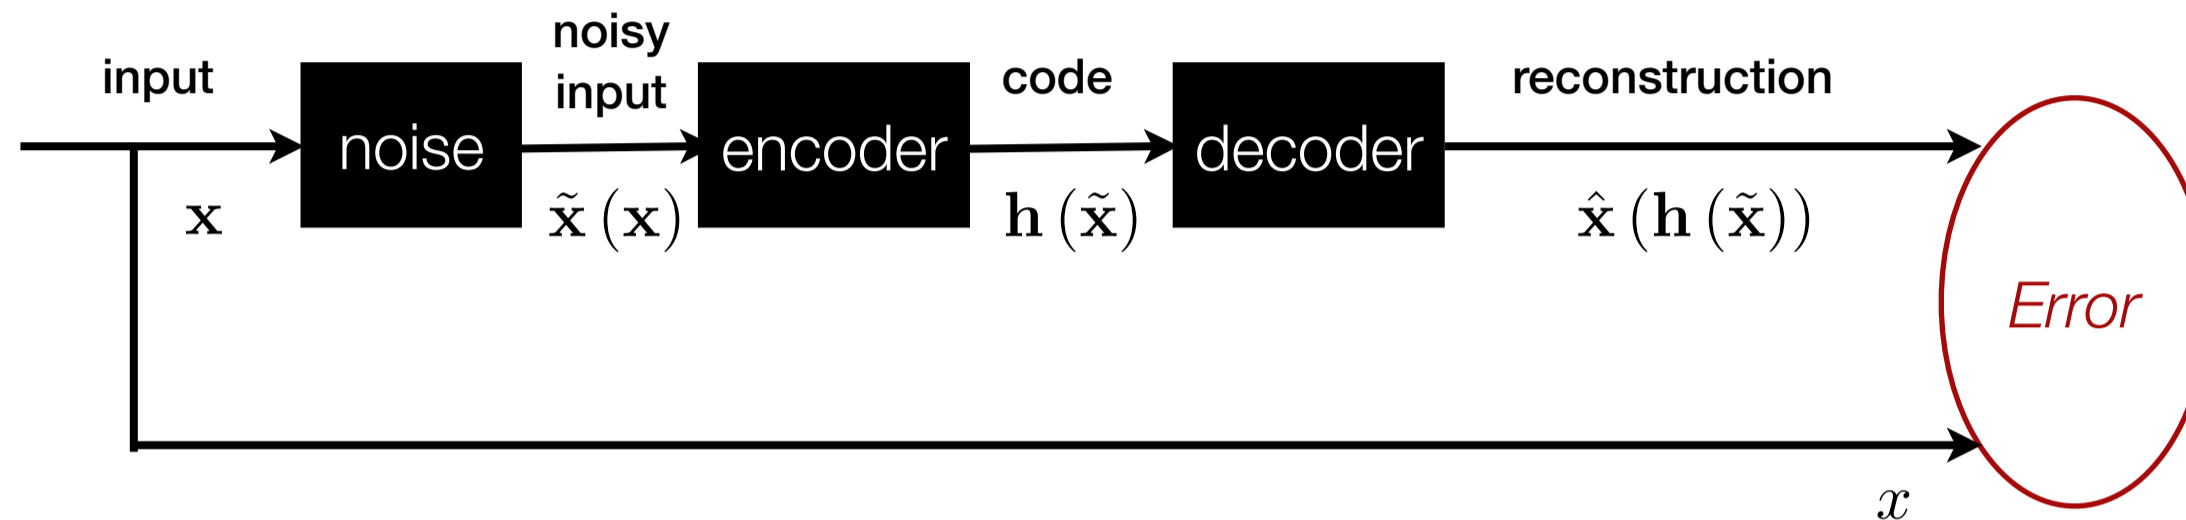 input
noisy
input
code
reconstruction
noise
encoder
decoder
x
x̃ (x)
h (x̃)
x̂ (h (x̃))
Error
x